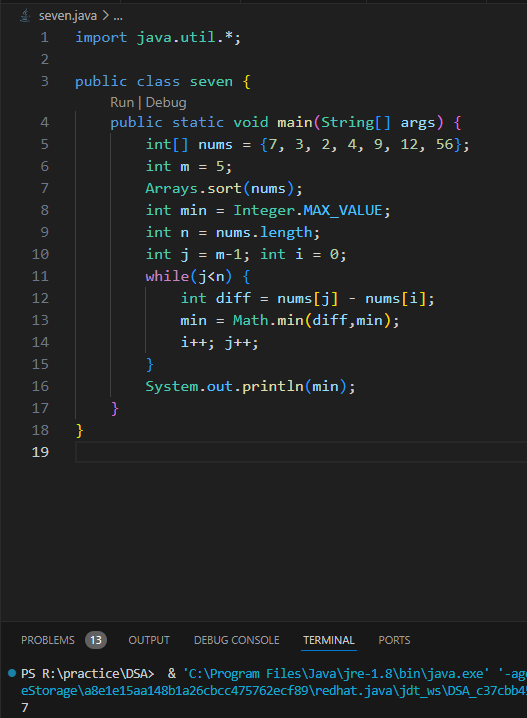 seven.java > ...
1 import java.util.*;
2
3 public class seven {
Run | Debug
4 public static void main(String[] args) {
5 int[] nums = {7, 3, 2, 4, 9, 12, 56};
6 int m = 5;
7 Arrays.sort(nums);
8 int min = Integer.MAX_VALUE;
9 int n = nums.length;
10 int j = m-1; int i = 0;
11 while(j<n) {
12 int diff = nums[j] - nums[i];
13 min = Math.min(diff,min);
14 i++; j++;
15 }
16 System.out.println(min);
17 }
18 }
19
PROBLEMS 13 OUTPUT DEBUG CONSOLE TERMINAL PORTS
PS R:\practice\DSA> & 'C:\Program Files\Java\jre-1.8\bin\java.exe' '-age
eStorage\a8e1e15aa148b1a26cbcc475762ecf89\redhat.java\jdt_ws\DSA_c37cbb45
7